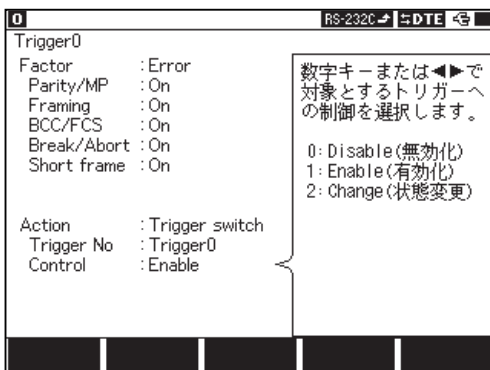 0 RS-232C DTE
Trigger0
Factor :Error
Parity/MP :On
Framing :On
BCC/FCS :On
Break/Abort :On
Short frame :On
Action :Trigger switch
Trigger No :Trigger0
Control :Enable
数字キーまたは◀▶で
対象とするトリガーへ
の制御を選択します。
0:Disable(無効化)
1:Enable(有効化)
2:Change(状態変更)